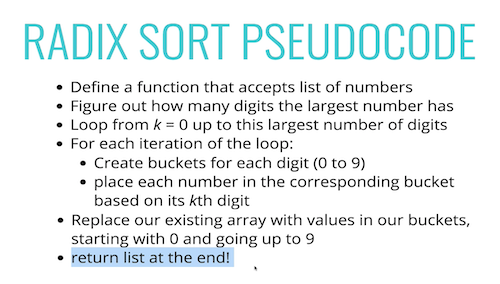 RADIX SORT PSEUDOCODE
• Define a function that accepts list of numbers
• Figure out how many digits the largest number has
• Loop from k = 0 up to this largest number of digits
• For each iteration of the loop:
• Create buckets for each digit (0 to 9)
• place each number in the corresponding bucket
based on its kth digit
• Replace our existing array with values in our buckets,
starting with 0 and going up to 9
• return list at the end!